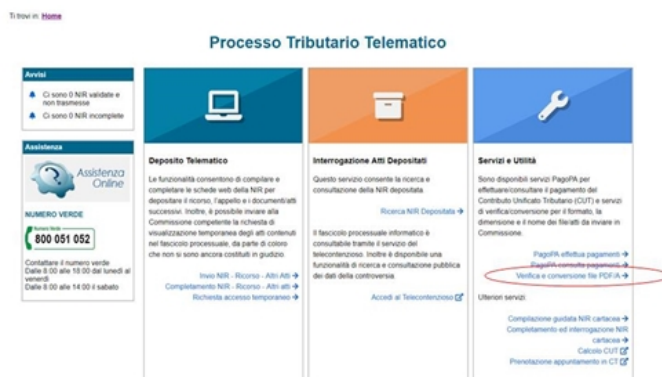 Ti trovi in: Home
Processo Tributario Telematico
Avvisi
Ci sono 0 NIR validate e
non trasmesse
Ci sono 0 NIR incomplete
Assistenza
Assistenza
Online
NUMERO VERDE
Numero Verde
800 051 052
Contattare il numero verde
Dalle 8:00 alle 18:00 dal lunedì al
venerdì
Dalle 8:00 alle 14:00 il sabato
Deposito Telematico
Le funzionalità consentono di compilare e
completare le schede web della NIR per
depositare il ricorso, l'appello e i documenti/atti
successivi. Inoltre, è possibile inviare alla
Commissione competente la richiesta di
visualizzazione temporanea degli atti contenuti
nel fascicolo processuale, da parte di coloro
che non si sono ancora costituiti in giudizio.
Invio NIR - Ricorso - Altri Atti
Completamento NIR - Ricorso - Altri atti
Richiesta accesso temporaneo
Interrogazione Atti Depositati
Questo servizio consente la ricerca e
consultazione della NIR depositata.
Ricerca NIR Depositata
Il fascicolo processuale informatico è
consultabile tramite il servizio del
telecontenzioso. Inoltre è disponibile una
funzionalità di ricerca e consultazione pubblica
dei dati della controversia.
Accedi al Telecontenzioso
Servizi e Utilità
Sono disponibili servizi PagoPA per
effettuare/consultare il pagamento del
Contributo Unificato Tributario (CUT) e servizi
di verifica/conversione per il formato, la
dimensione e il nome dei file/atti da inviare in
Commissione.
PagoPA effettua pagamenti
PagoPA consulta pagamenti
Verifica e conversione file PDF/A
Ulteriori servizi:
Compilazione guidata NIR cartacea
Completamento ed interrogazione NIR
cartacea
Calcolo CUT
Prenotazione appuntamento in CT